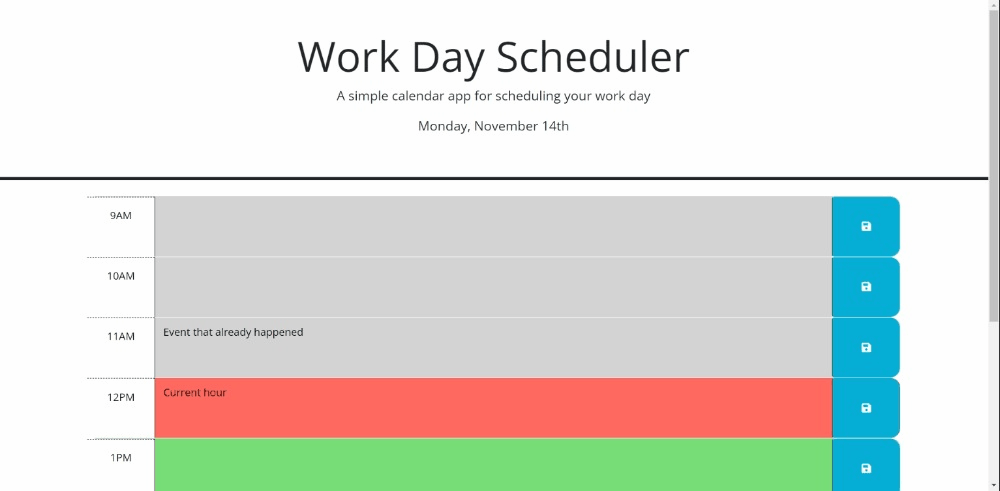 Work Day Scheduler
A simple calendar app for scheduling your work day
Monday, November 14th
9AM
10AM
11AM
Event that already happened
12PM
Current hour
1PM